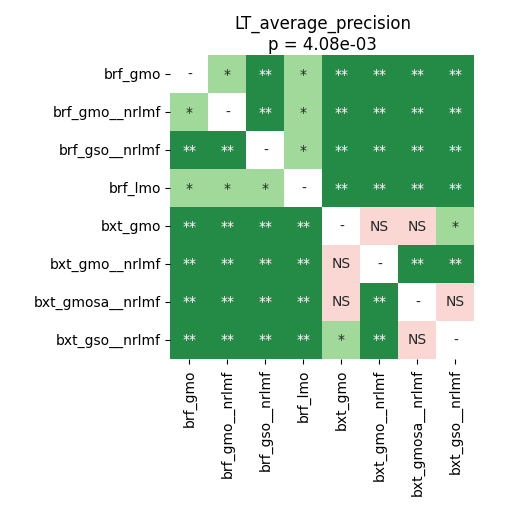 LT_average_precision
p = 4.08e-03
brf_gmo - * ** * ** ** ** **
brf_gmo__nrlmf * - ** * ** ** ** **
brf_gso__nrlmf ** ** - * ** ** ** **
brf_lmo * * * - ** ** ** **
bxt_gmo ** ** ** ** - NS NS *
bxt_gmo__nrlmf ** ** ** ** NS - ** **
bxt_gmosa__nrlmf ** ** ** ** NS ** - NS
bxt_gso__nrlmf ** ** ** ** * ** NS -
brf_gmo
brf_gmo__nrlmf
brf_gso__nrlmf
brf_lmo
bxt_gmo
bxt_gmo__nrlmf
bxt_gmosa__nrlmf
bxt_gso__nrlmf